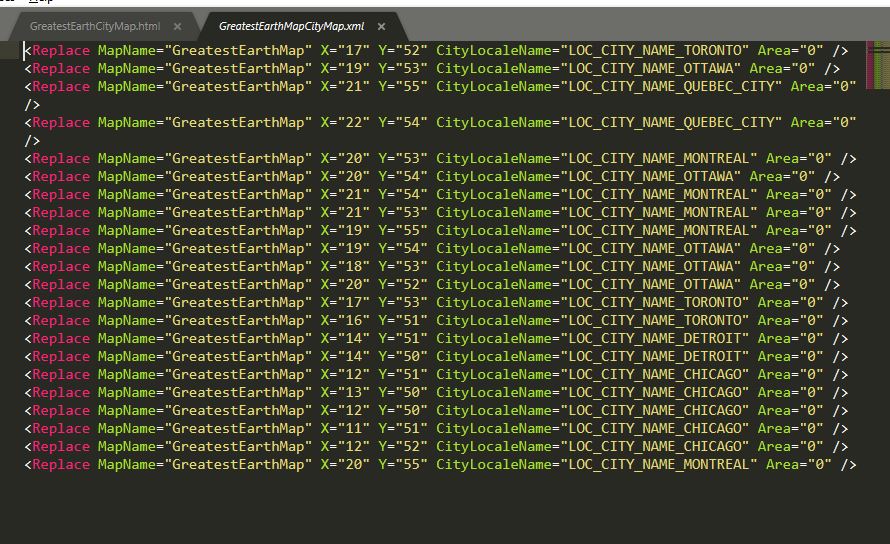 GreatestEarthCityMap.html × GreatestEarthMapCityMap.xml ×
<Replace MapName="GreatestEarthMap" X="17" Y="52" CityLocaleName="LOC_CITY_NAME_TORONTO" Area="0" />
<Replace MapName="GreatestEarthMap" X="19" Y="53" CityLocaleName="LOC_CITY_NAME_OTTAWA" Area="0" />
<Replace MapName="GreatestEarthMap" X="21" Y="55" CityLocaleName="LOC_CITY_NAME_QUEBEC_CITY" Area="0"
/>
<Replace MapName="GreatestEarthMap" X="22" Y="54" CityLocaleName="LOC_CITY_NAME_QUEBEC_CITY" Area="0"
/>
<Replace MapName="GreatestEarthMap" X="20" Y="53" CityLocaleName="LOC_CITY_NAME_MONTREAL" Area="0" />
<Replace MapName="GreatestEarthMap" X="20" Y="54" CityLocaleName="LOC_CITY_NAME_OTTAWA" Area="0" />
<Replace MapName="GreatestEarthMap" X="21" Y="54" CityLocaleName="LOC_CITY_NAME_MONTREAL" Area="0" />
<Replace MapName="GreatestEarthMap" X="21" Y="53" CityLocaleName="LOC_CITY_NAME_MONTREAL" Area="0" />
<Replace MapName="GreatestEarthMap" X="19" Y="55" CityLocaleName="LOC_CITY_NAME_MONTREAL" Area="0" />
<Replace MapName="GreatestEarthMap" X="19" Y="54" CityLocaleName="LOC_CITY_NAME_OTTAWA" Area="0" />
<Replace MapName="GreatestEarthMap" X="18" Y="53" CityLocaleName="LOC_CITY_NAME_OTTAWA" Area="0" />
<Replace MapName="GreatestEarthMap" X="20" Y="52" CityLocaleName="LOC_CITY_NAME_OTTAWA" Area="0" />
<Replace MapName="GreatestEarthMap" X="17" Y="53" CityLocaleName="LOC_CITY_NAME_TORONTO" Area="0" />
<Replace MapName="GreatestEarthMap" X="16" Y="51" CityLocaleName="LOC_CITY_NAME_TORONTO" Area="0" />
<Replace MapName="GreatestEarthMap" X="14" Y="51" CityLocaleName="LOC_CITY_NAME_DETROIT" Area="0" />
<Replace MapName="GreatestEarthMap" X="14" Y="50" CityLocaleName="LOC_CITY_NAME_DETROIT" Area="0" />
<Replace MapName="GreatestEarthMap" X="12" Y="51" CityLocaleName="LOC_CITY_NAME_CHICAGO" Area="0" />
<Replace MapName="GreatestEarthMap" X="13" Y="50" CityLocaleName="LOC_CITY_NAME_CHICAGO" Area="0" />
<Replace MapName="GreatestEarthMap" X="12" Y="50" CityLocaleName="LOC_CITY_NAME_CHICAGO" Area="0" />
<Replace MapName="GreatestEarthMap" X="11" Y="51" CityLocaleName="LOC_CITY_NAME_CHICAGO" Area="0" />
<Replace MapName="GreatestEarthMap" X="12" Y="52" CityLocaleName="LOC_CITY_NAME_CHICAGO" Area="0" />
<Replace MapName="GreatestEarthMap" X="20" Y="55" CityLocaleName="LOC_CITY_NAME_MONTREAL" Area="0" />